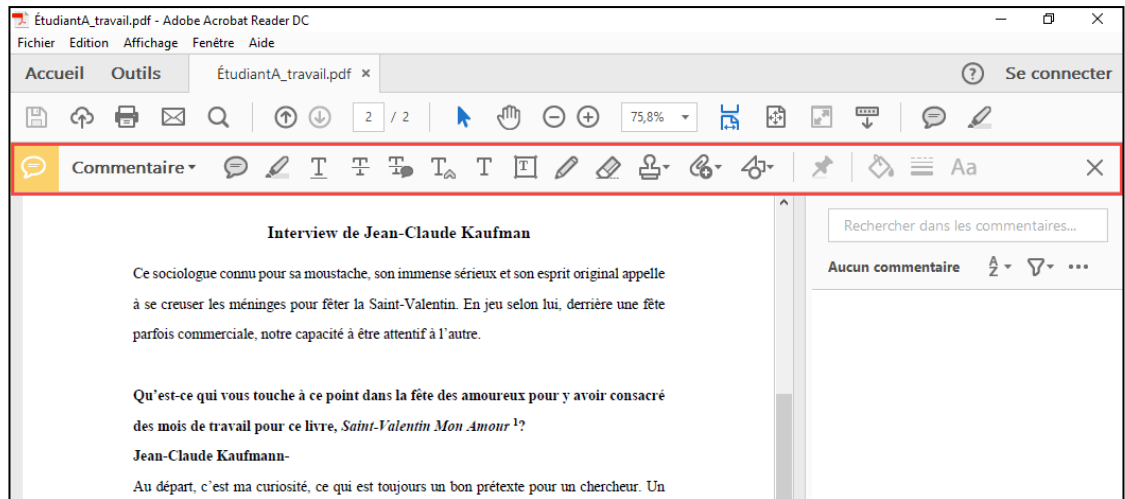 ÉtudiantA_travail.pdf - Adobe Acrobat Reader DC
Fichier Edition Affichage Fenêtre Aide
Accueil Outils ÉtudiantA_travail.pdf × ? Se connecter
2 / 2 75,8%
Commentaire T T T T T T Aa
Rechercher dans les commentaires...
Aucun commentaire A Z
Interview de Jean-Claude Kaufman
Ce sociologue connu pour sa moustache, son immense sérieux et son esprit original appelle
à se creuser les méninges pour fêter la Saint-Valentin. En jeu selon lui, derrière une fête
parfois commerciale, notre capacité à être attentif à l’autre.
Qu’est-ce qui vous touche à ce point dans la fête des amoureux pour y avoir consacré
des mois de travail pour ce livre, Saint-Valentin Mon Amour ¹?
Jean-Claude Kaufmann-
Au départ, c’est ma curiosité, ce qui est toujours un bon prétexte pour un chercheur. Un